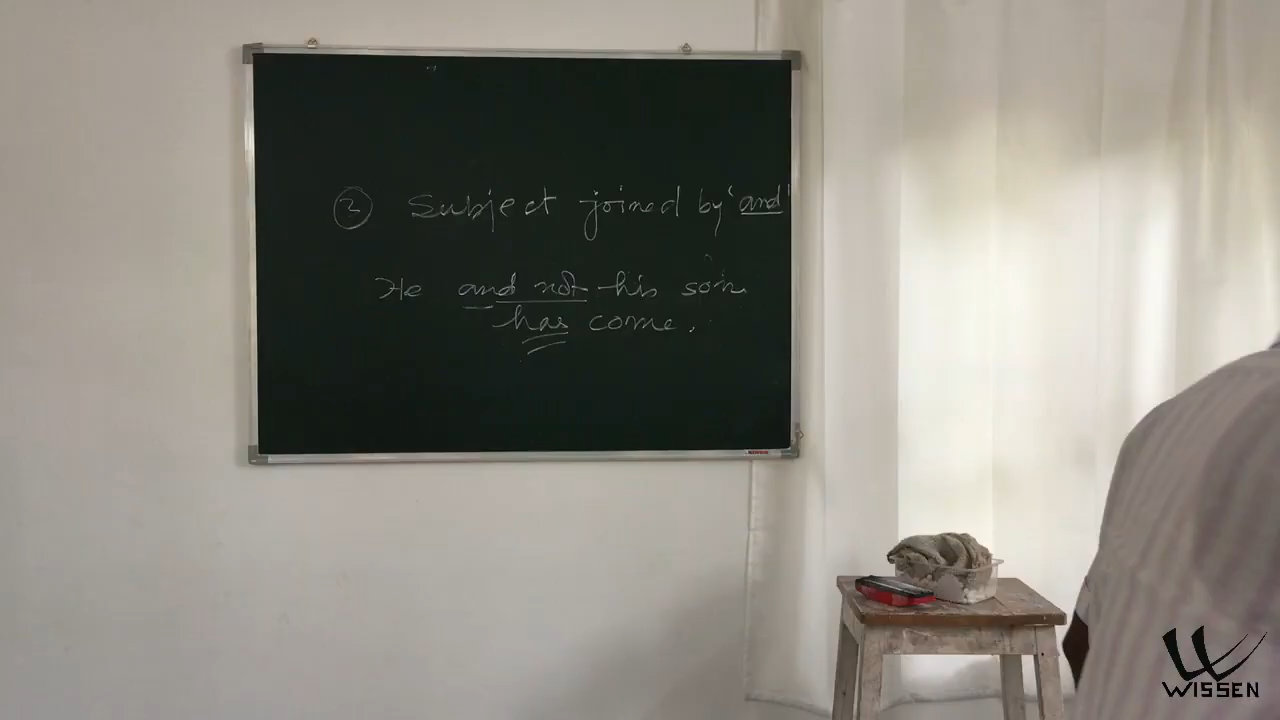 ② Subject joined by 'and'
He and not his son
has come.
WISSEN